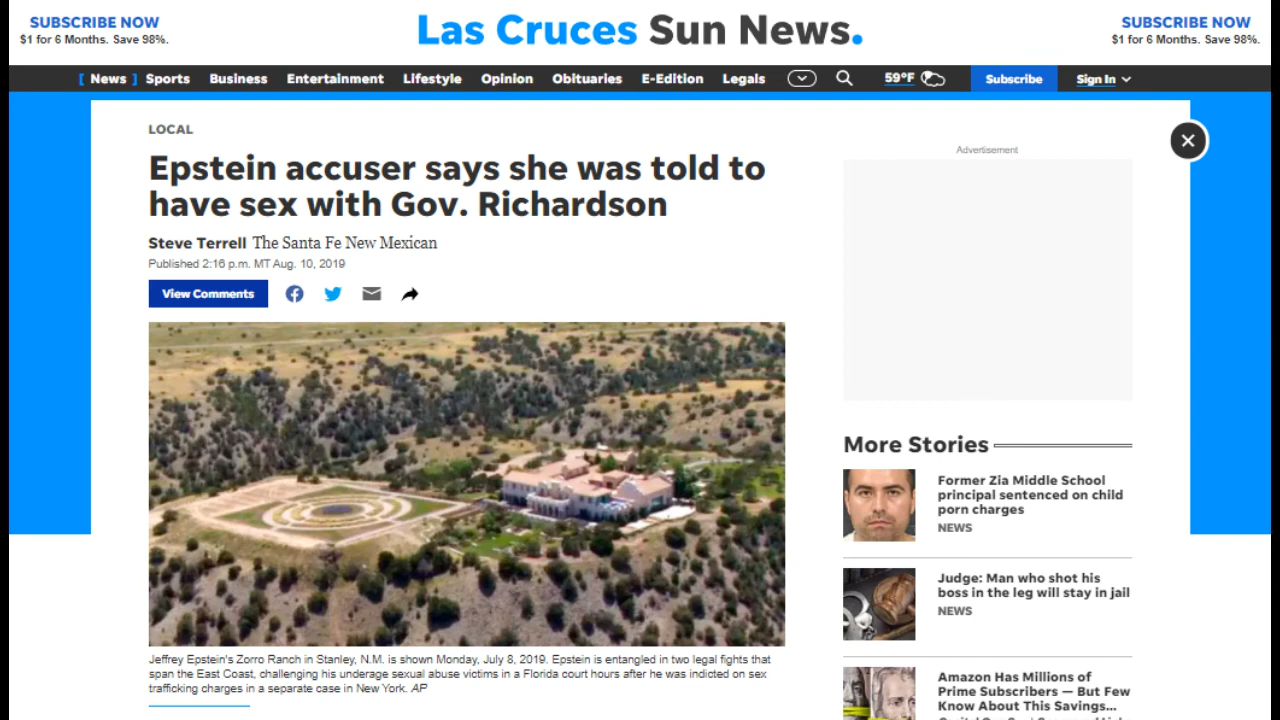 SUBSCRIBE NOW
$1 for 6 Months. Save 98%.
Las Cruces Sun News.
SUBSCRIBE NOW
$1 for 6 Months. Save 98%.
[ News ] Sports Business Entertainment Lifestyle Opinion Obituaries E-Edition Legals 59°F Subscribe Sign In
LOCAL
Epstein accuser says she was told to
have sex with Gov. Richardson
Steve Terrell The Santa Fe New Mexican
Published 2:16 p.m. MT Aug. 10, 2019
View Comments
Jeffrey Epstein's Zorro Ranch in Stanley, N.M. is shown Monday, July 8, 2019. Epstein is entangled in two legal fights that
span the East Coast, challenging his underage sexual abuse victims in a Florida court hours after he was indicted on sex
trafficking charges in a separate case in New York. AP
Advertisement
More Stories
Former Zia Middle School
principal sentenced on child
porn charges
NEWS
Judge: Man who shot his
boss in the leg will stay in jail
NEWS
Amazon Has Millions of
Prime Subscribers — But Few
Know About This Savings...